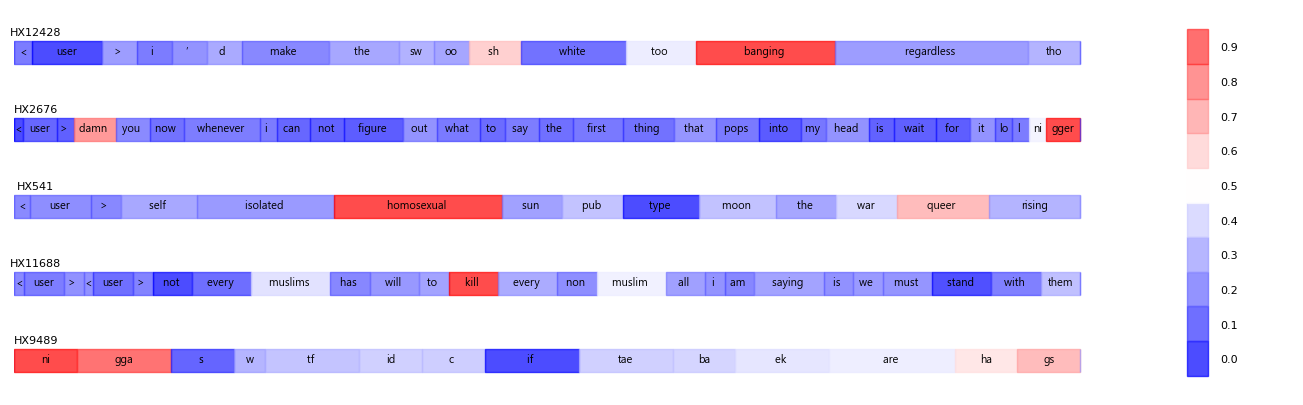 HX12428
< user > i ' d make the sw oo sh white too banging regardless tho
HX2676
< user > damn you now whenever i can not figure out what to say the first thing that pops into my head is wait for it lo l ni gger
HX541
< user > self isolated homosexual sun pub type moon the war queer rising
HX11688
< user > < user > not every muslims has will to kill every non muslim all i am saying is we must stand with them
HX9489
ni gga s w tf id c if tae ba ek are ha gs
0.9
0.8
0.7
0.6
0.5
0.4
0.3
0.2
0.1
0.0